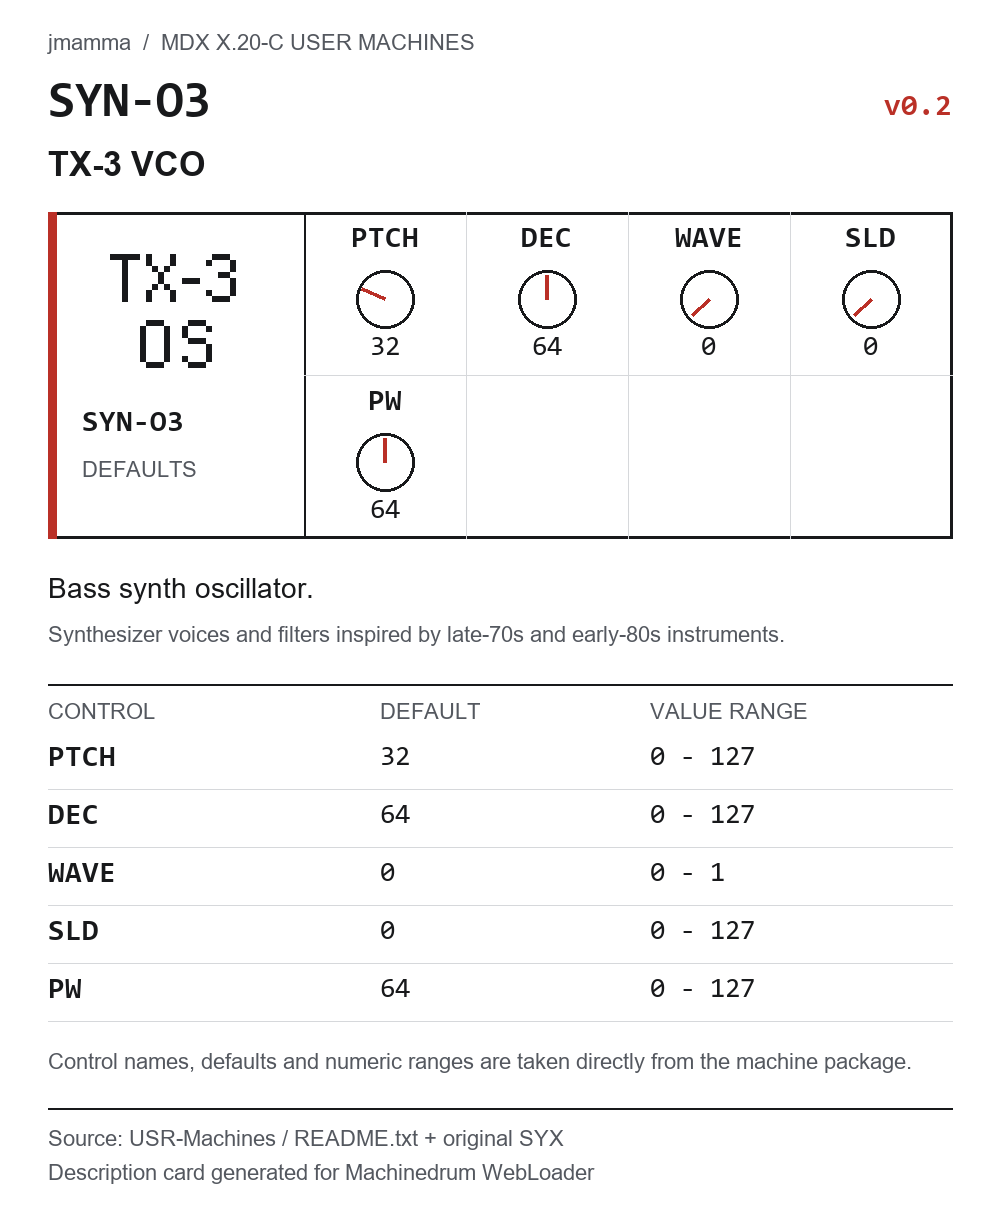 jmamma / MDX X.20-C USER MACHINES
SYN-O3
v0.2
TX-3 VCO
TX-3
OS
SYN-O3
DEFAULTS
PTCH DEC WAVE SLD
32 64 0 0
PW
64
Bass synth oscillator.
Synthesizer voices and filters inspired by late-70s and early-80s instruments.
CONTROL DEFAULT VALUE RANGE
PTCH 32 0 - 127
DEC 64 0 - 127
WAVE 0 0 - 1
SLD 0 0 - 127
PW 64 0 - 127
Control names, defaults and numeric ranges are taken directly from the machine package.
Source: USR-Machines / README.txt + original SYX
Description card generated for Machinedrum WebLoader